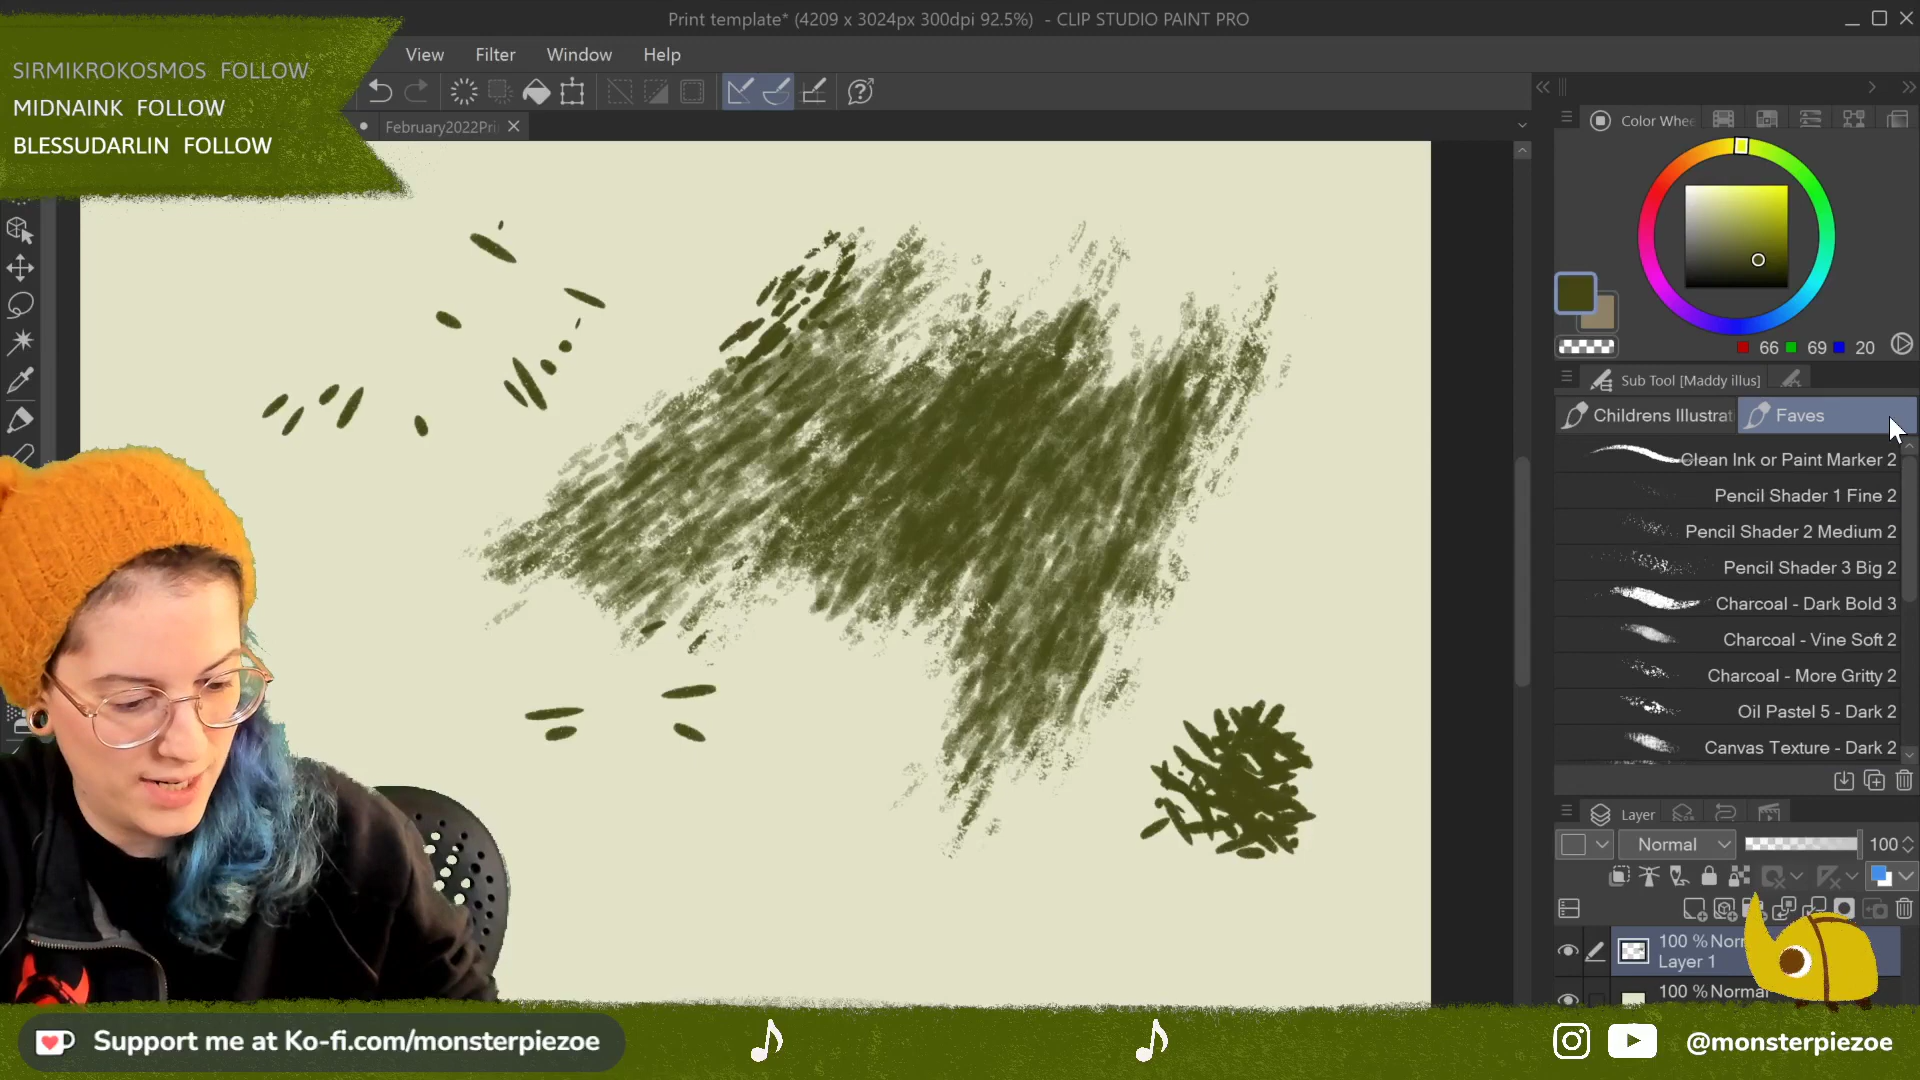 Print template* (4209 x 3024px 300dpi 92.5%) - CLIP STUDIO PAINT PRO
SIRMIKROKOSMOS FOLLOW
MIDNAINK FOLLOW
BLESSUDARLIN FOLLOW
View Filter Window Help
February2022Pri
Color Whee
66 69 20
Sub Tool [Maddy illus]
Childrens Illustrat Faves
Clean Ink or Paint Marker 2
Pencil Shader 1 Fine 2
Pencil Shader 2 Medium 2
Pencil Shader 3 Big 2
Charcoal - Dark Bold 3
Charcoal - Vine Soft 2
Charcoal - More Gritty 2
Oil Pastel 5 - Dark 2
Canvas Texture - Dark 2
Layer
Normal 100
100 % Norm
Layer 1
100 % Normal
Support me at Ko-fi.com/monsterpiezoe
@monsterpiezoe